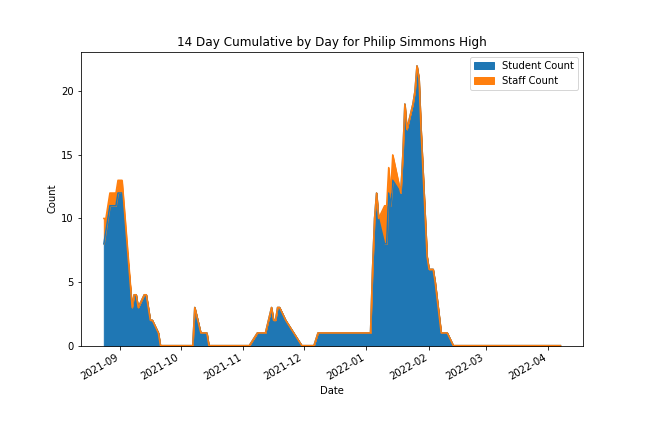 14 Day Cumulative by Day for Philip Simmons High
Student Count
Staff Count
20
15
10
5
0
Count
2021-09
2021-10
2021-11
2021-12
2022-01
2022-02
2022-03
2022-04
Date